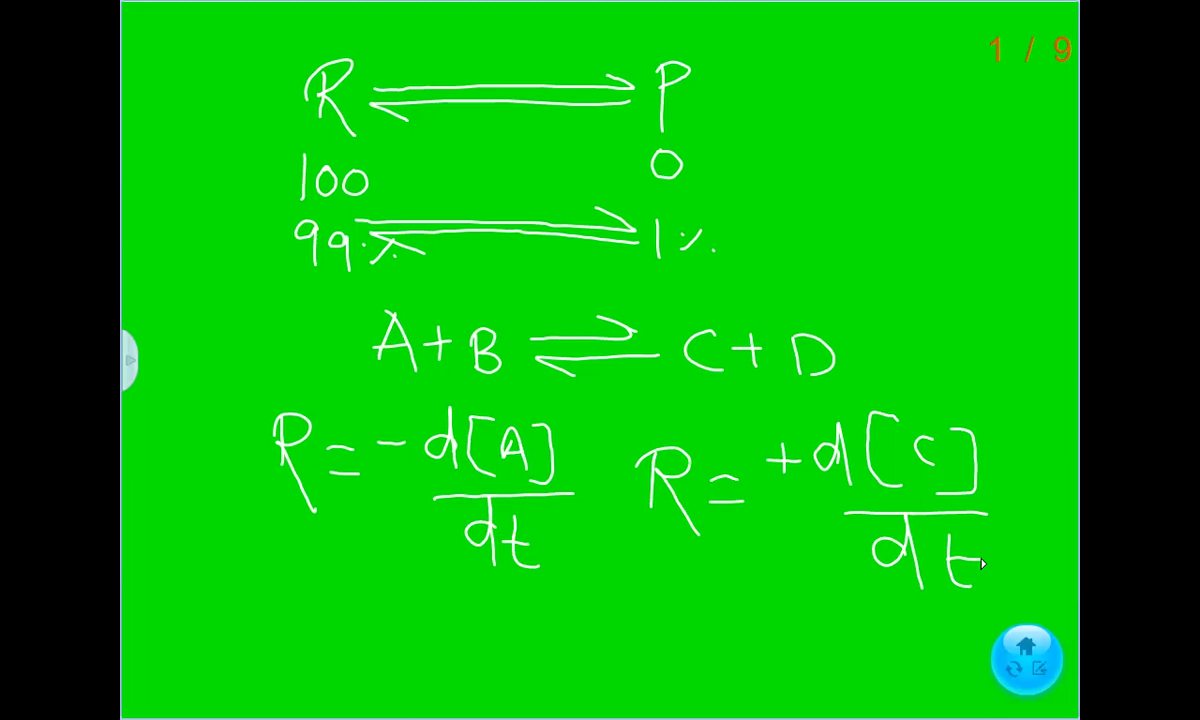 1 / 9
R ⇌ P
100 0
99% ⇌ 1%
A + B ⇌ C + D
R = - d[A]/dt R = + d[C]/dt